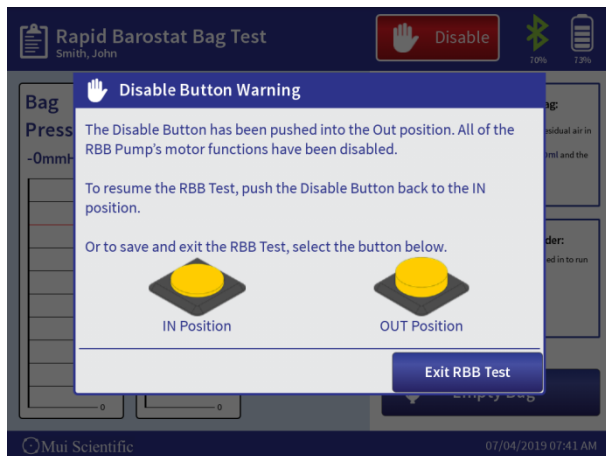 Rapid Barostat Bag Test
Smith, John
Disable
10%
73%
Disable Button Warning
Bag
Press
-0mmH
The Disable Button has been pushed into the Out position. All of the
RBB Pump's motor functions have been disabled.
To resume the RBB Test, push the Disable Button back to the IN
position.
Or to save and exit the RBB Test, select the button below.
IN Position
OUT Position
Exit RBB Test
ag:
esidual air in
ml and the
der:
ed in to run
0
0
Empty Bag
Mui Scientific
07/04/2019 07:41 AM